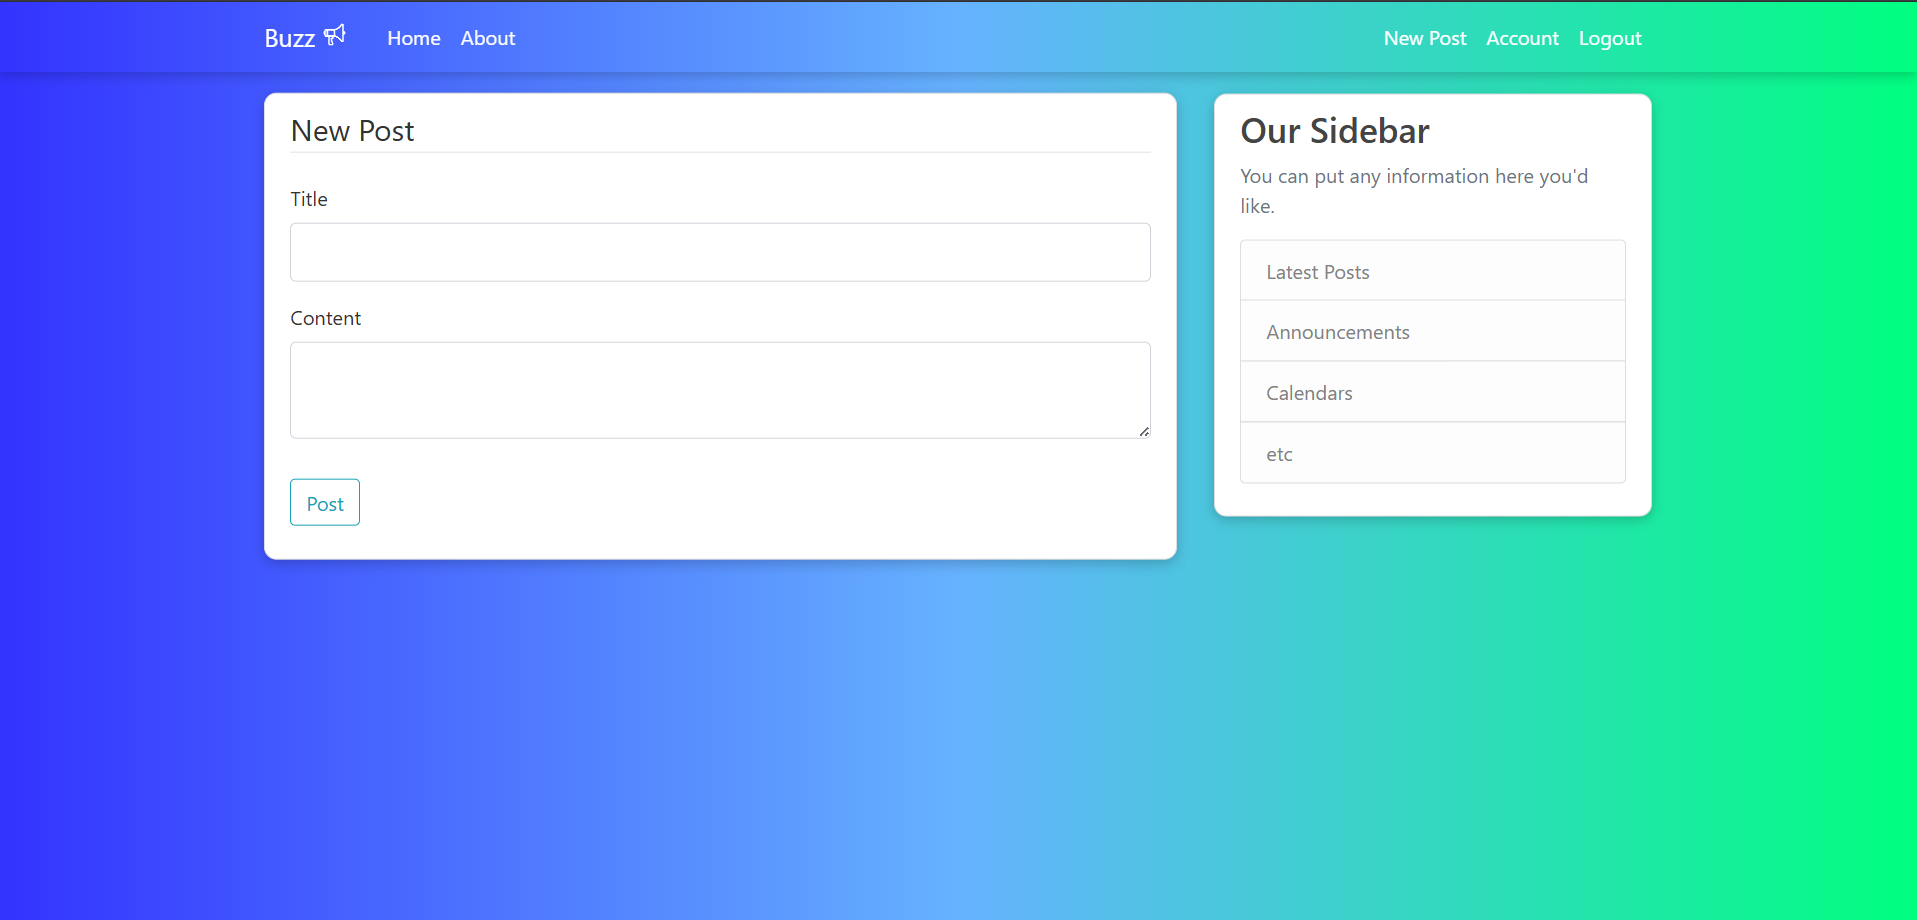 Buzz Home About New Post Account Logout
New Post
Title
Content
Post
Our Sidebar
You can put any information here you'd
like.
Latest Posts
Announcements
Calendars
etc